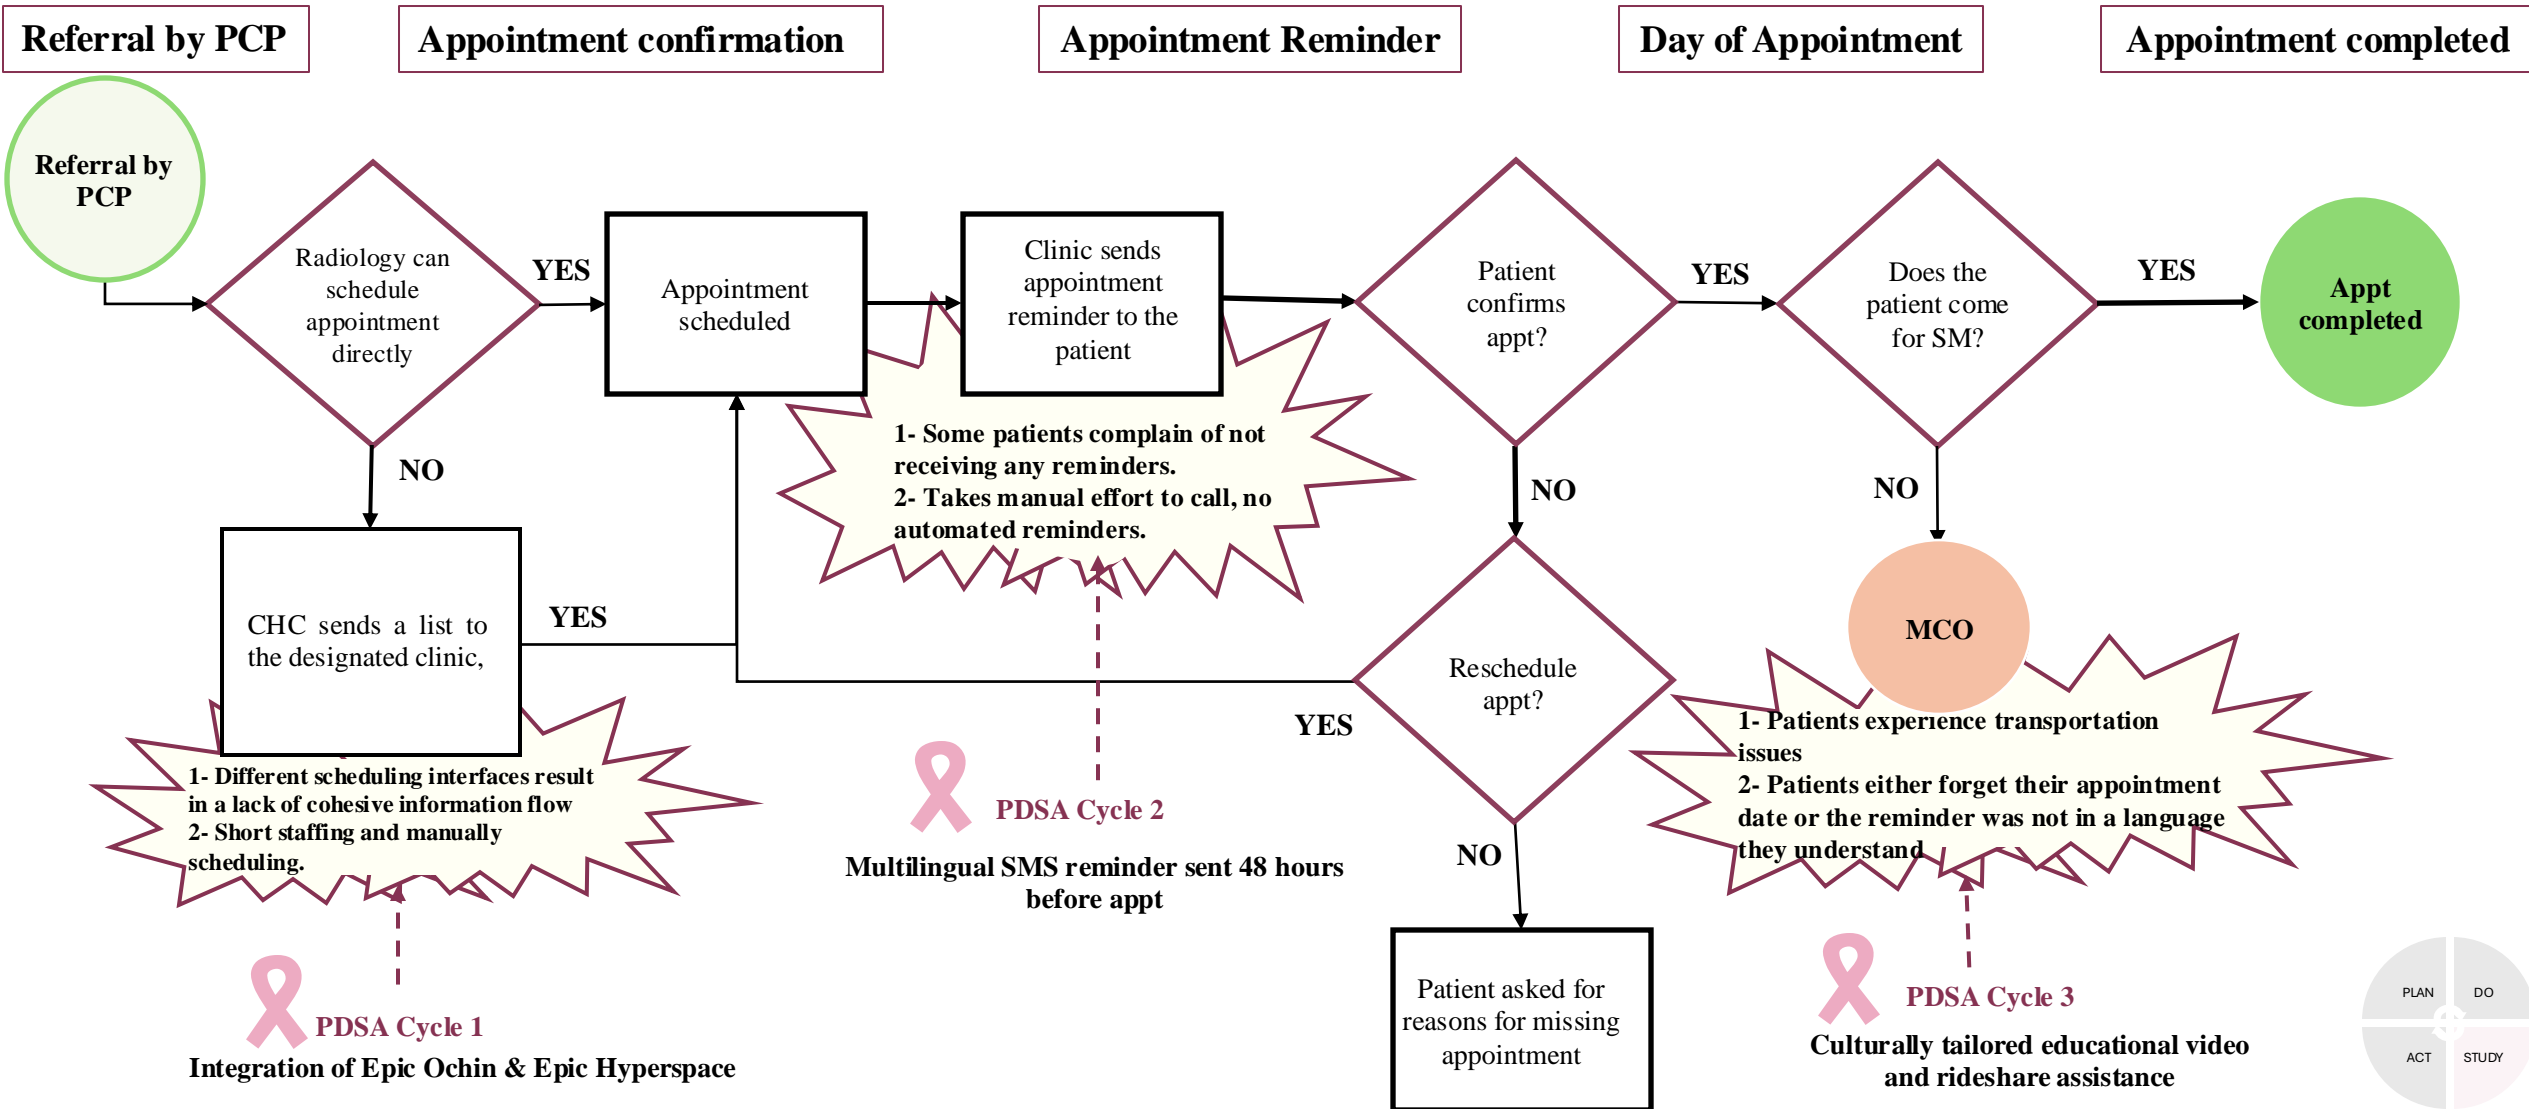 Referral by PCP
Appointment confirmation
Appointment Reminder
Day of Appointment
Appointment completed
Referral by
PCP
Radiology can
schedule
appointment
directly
YES
Appointment
scheduled
Clinic sends
appointment
reminder to the
patient
Patient
confirms
appt?
YES
Does the
patient come
for SM?
YES
Appt
completed
NO
1- Some patients complain of not
receiving any reminders.
2- Takes manual effort to call, no
automated reminders.
NO
NO
CHC sends a list to
the designated clinic,
YES
MCO
Reschedule
appt?
YES
1- Patients experience transportation
issues
2- Patients either forget their appointment
date or the reminder was not in a language
they understand
1- Different scheduling interfaces result
in a lack of cohesive information flow
2- Short staffing and manually
scheduling.
PDSA Cycle 2
Multilingual SMS reminder sent 48 hours
before appt
NO
Patient asked for
reasons for missing
appointment
PDSA Cycle 1
Integration of Epic Ochin & Epic Hyperspace
PDSA Cycle 3
Culturally tailored educational video
and rideshare assistance
PLAN
DO
ACT
STUDY